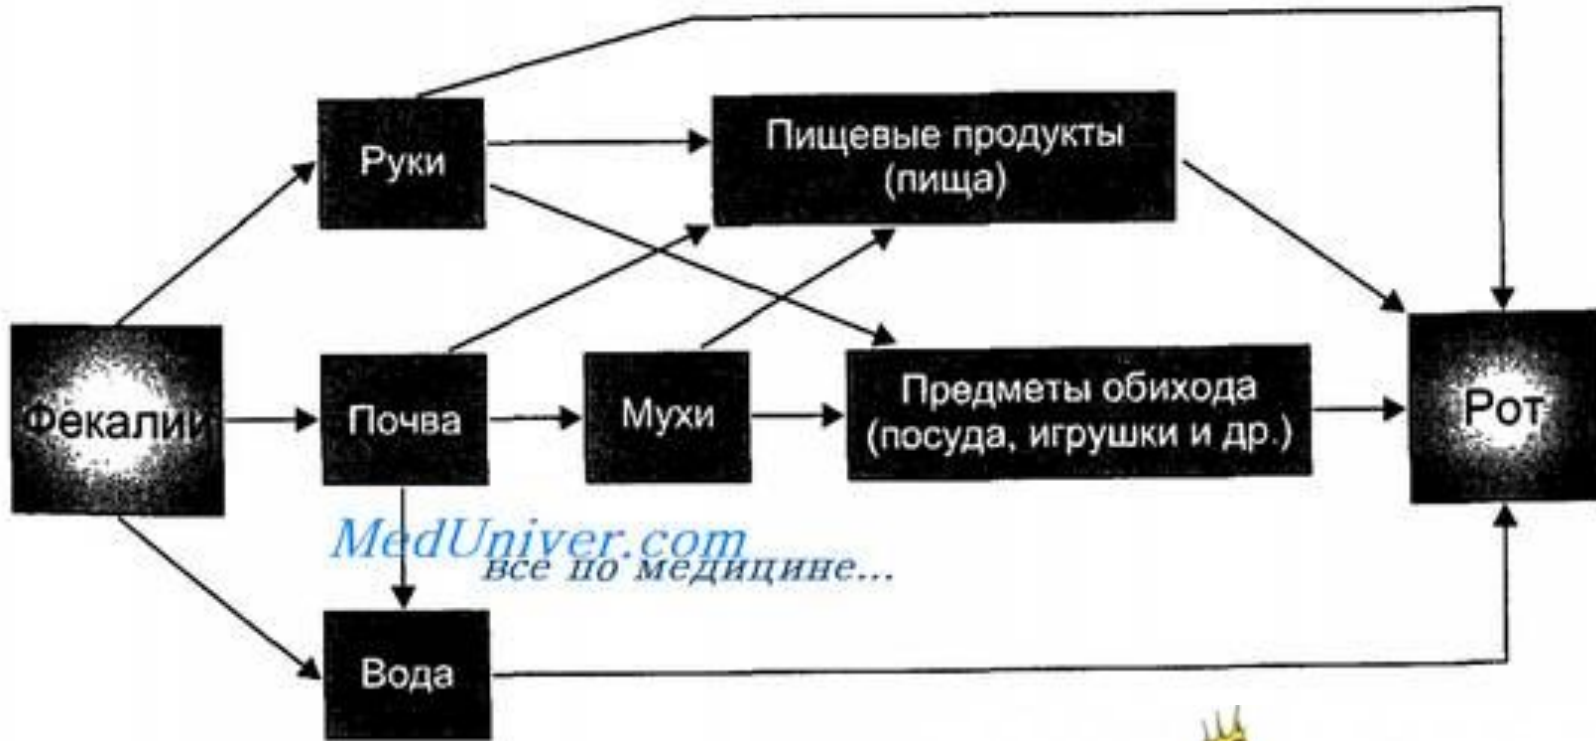 Руки
Пищевые продукты
(пища)
Фекалии
Почва
Мухи
Предметы обихода
(посуда, игрушки и др.)
Рот
MedUniver.com
все по медицине...
Вода